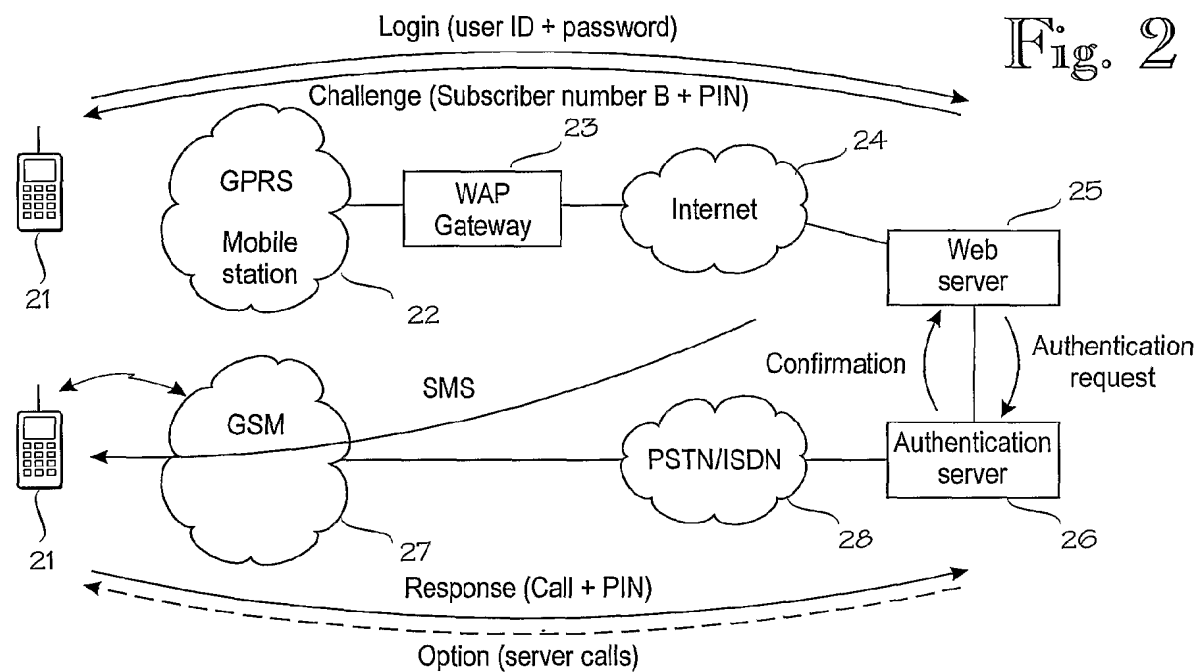 Login (user ID + password)
Fig. 2
Challenge (Subscriber number B + PIN)
23
24
GPRS
Mobile
station
WAP
Gateway
Internet
25
Web
server
21
22
Confirmation
Authentication
request
SMS
GSM
PSTN/ISDN
Authentication
server
21
27
28
26
Response (Call + PIN)
Option (server calls)